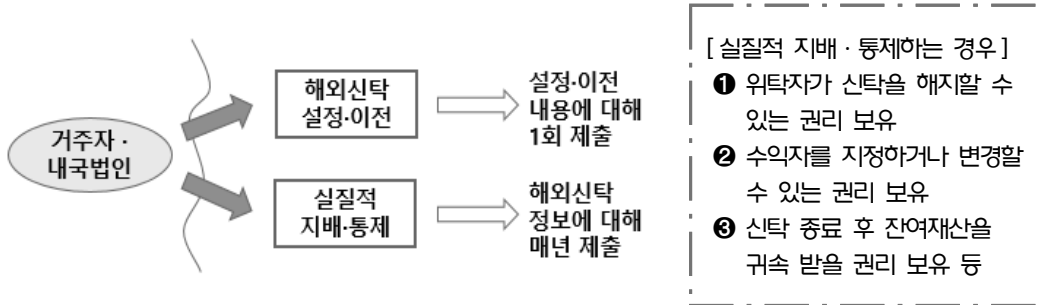 거주자 ·
내국법인
해외신탁
설정·이전
설정·이전
내용에 대해
1회 제출
실질적
지배·통제
해외신탁
정보에 대해
매년 제출
[ 실질적 지배 · 통제하는 경우 ]
❶ 위탁자가 신탁을 해지할 수
있는 권리 보유
❷ 수익자를 지정하거나 변경할
수 있는 권리 보유
❸ 신탁 종료 후 잔여재산을
귀속 받을 권리 보유 등